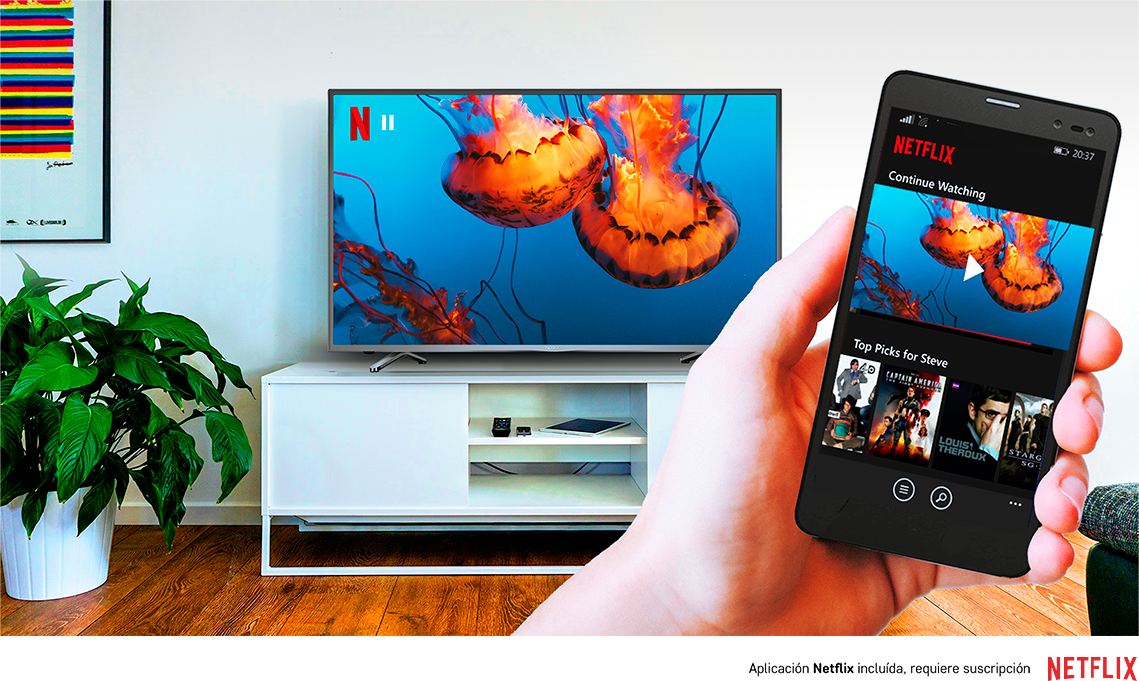 N
NETFLIX
20:37
Continue Watching
Top Picks for Steve
CAPTAIN AMERICA
LOUIS
THEROUX
STARG
SG
Aplicación Netflix incluída, requiere suscripción
NETFLIX